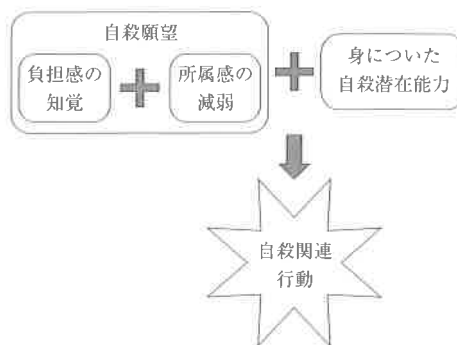 自殺願望
負担感の
知覚
所属感の
減弱
身についた
自殺潜在能力
自殺関連
行動